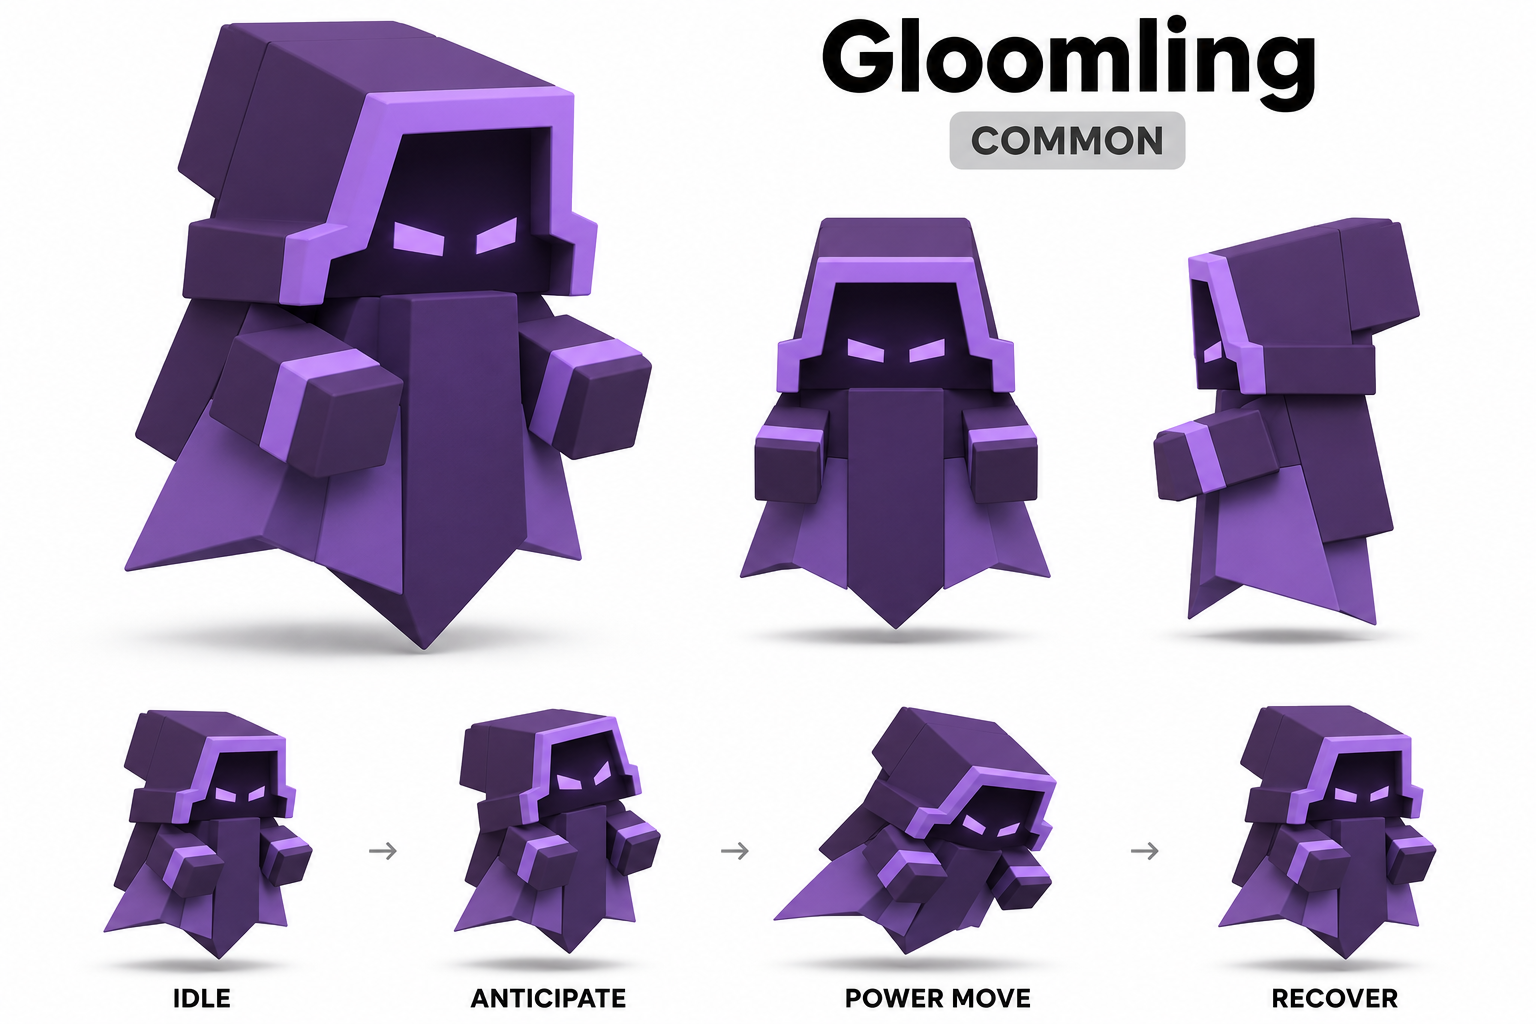 Gloomling
COMMON
IDLE
→
ANTICIPATE
→
POWER MOVE
→
RECOVER